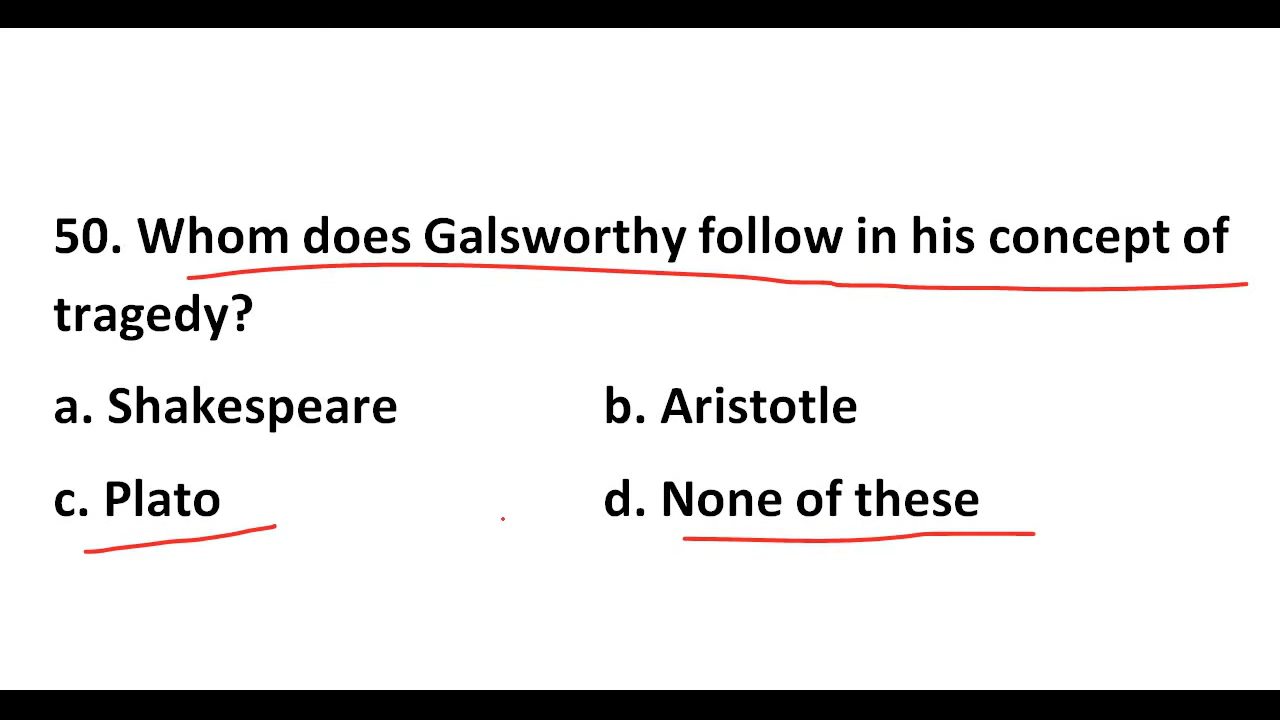 50. Whom does Galsworthy follow in his concept of
tragedy?
a. Shakespeare b. Aristotle
c. Plato d. None of these